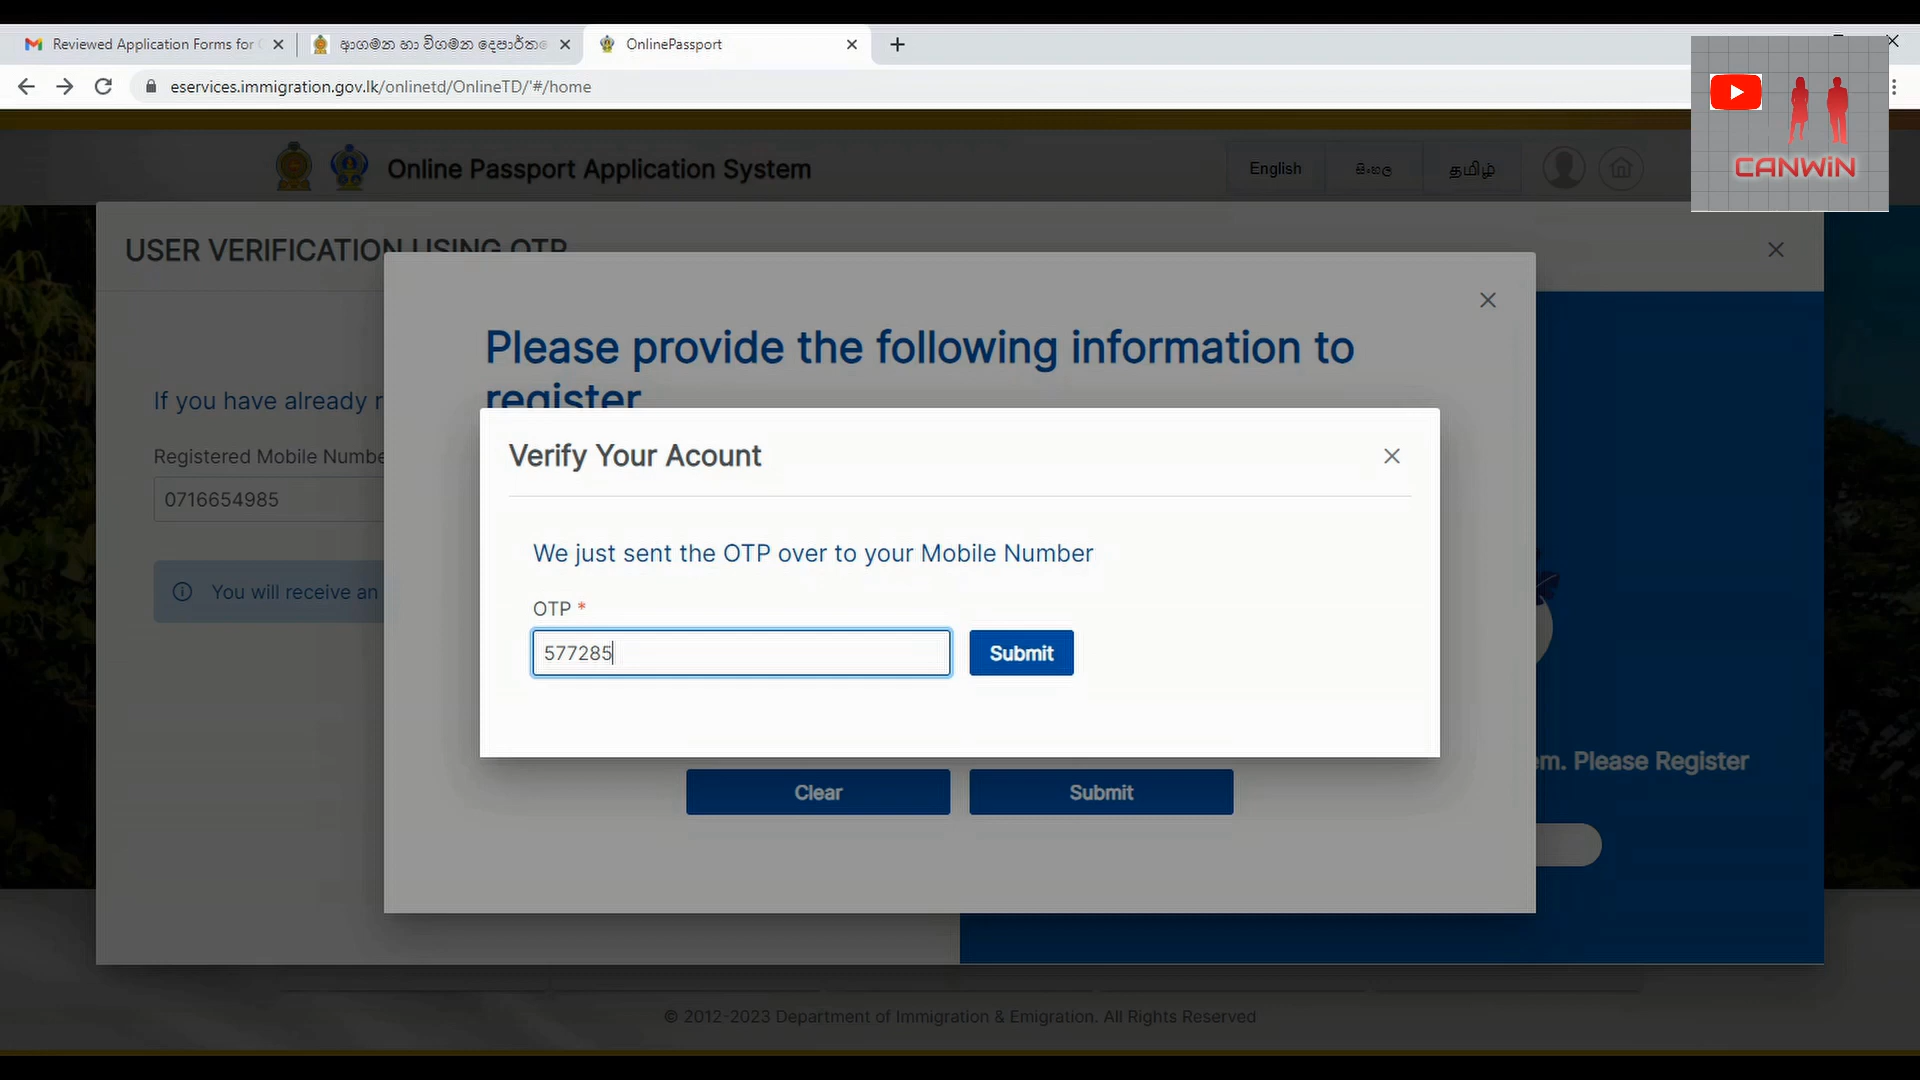 Reviewed Application Forms for
ආගමන හා විගමන දෙපාර්ත
OnlinePassport
eservices.immigration.gov.lk/onlinetd/OnlineTD/'#/home
CANWiN
Online Passport Application System
English
සිංහල
தமிழ்
USER VERIFICATION USING OTP
Please provide the following information to
register
If you have already r
Registered Mobile Numbe
0716654985
You will receive an
Verify Your Acount
We just sent the OTP over to your Mobile Number
OTP *
577285
Submit
em. Please Register
Clear
Submit
© 2012-2023 Department of Immigration & Emigration. All Rights Reserved